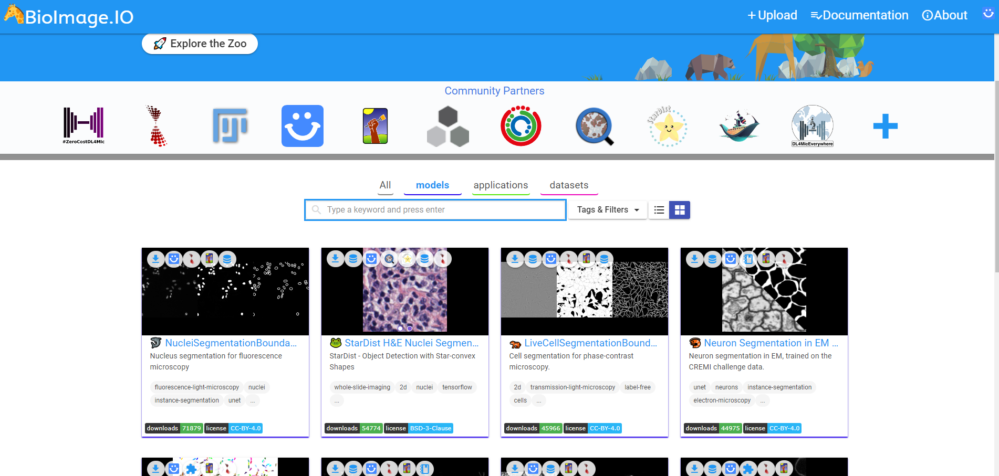 BioImage.IO
Upload Documentation About
Explore the Zoo
Community Partners
#ZeroCostDL4Mic
StarDist
DL4MicEverywhere
All models applications datasets
Type a keyword and press enter Tags & Filters
NucleiSegmentationBounda...
Nucleus segmentation for fluorescence
microscopy
fluorescence-light-microscopy nuclei
instance-segmentation unet ...
downloads 71879 license CC-BY-4.0
StarDist H&E Nuclei Segmen...
StarDist - Object Detection with Star-convex
Shapes
whole-slide-imaging 2d nuclei tensorflow
...
downloads 54774 license BSD-3-Clause
LiveCellSegmentationBound...
Cell segmentation for phase-contrast
microscopy.
2d transmission-light-microscopy label-free
cells ...
downloads 45966 license CC-BY-4.0
Neuron Segmentation in EM ...
Neuron segmentation in EM, trained on the
CREMI challenge data.
unet neurons instance-segmentation
electron-microscopy ...
downloads 44975 license CC-BY-4.0